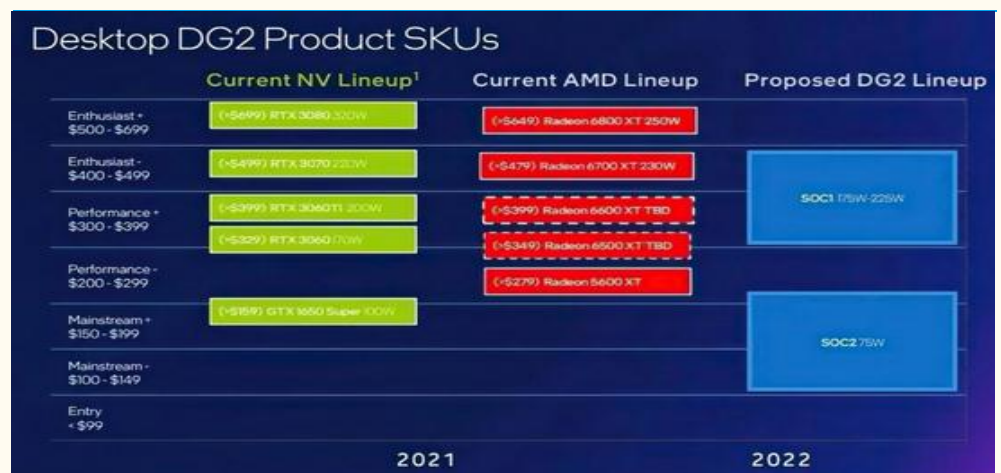 Desktop DG2 Product SKUs
Current NV Lineup¹
Current AMD Lineup
Proposed DG2 Lineup
Enthusiast+
$500 - $699
(>$699) RTX 3080 320W
(>$649) Radeon 6800 XT 250W
Enthusiast-
$400 - $499
(>$499) RTX 3070 220W
(>$479) Radeon 6700 XT 230W
SOC1 175W-225W
Performance+
$300 - $399
(>$399) RTX 3060TI 200W
(>$399) Radeon 6600 XT TBD
(>$329) RTX 3060 170W
(>$349) Radeon 6500 XT TBD
Performance-
$200 - $299
(>$279) Radeon 5600 XT
Mainstream+
$150 - $199
(>$159) GTX 1650 Super 100W
SOC2 75W
Mainstream-
$100 - $149
Entry
< $99
2021
2022